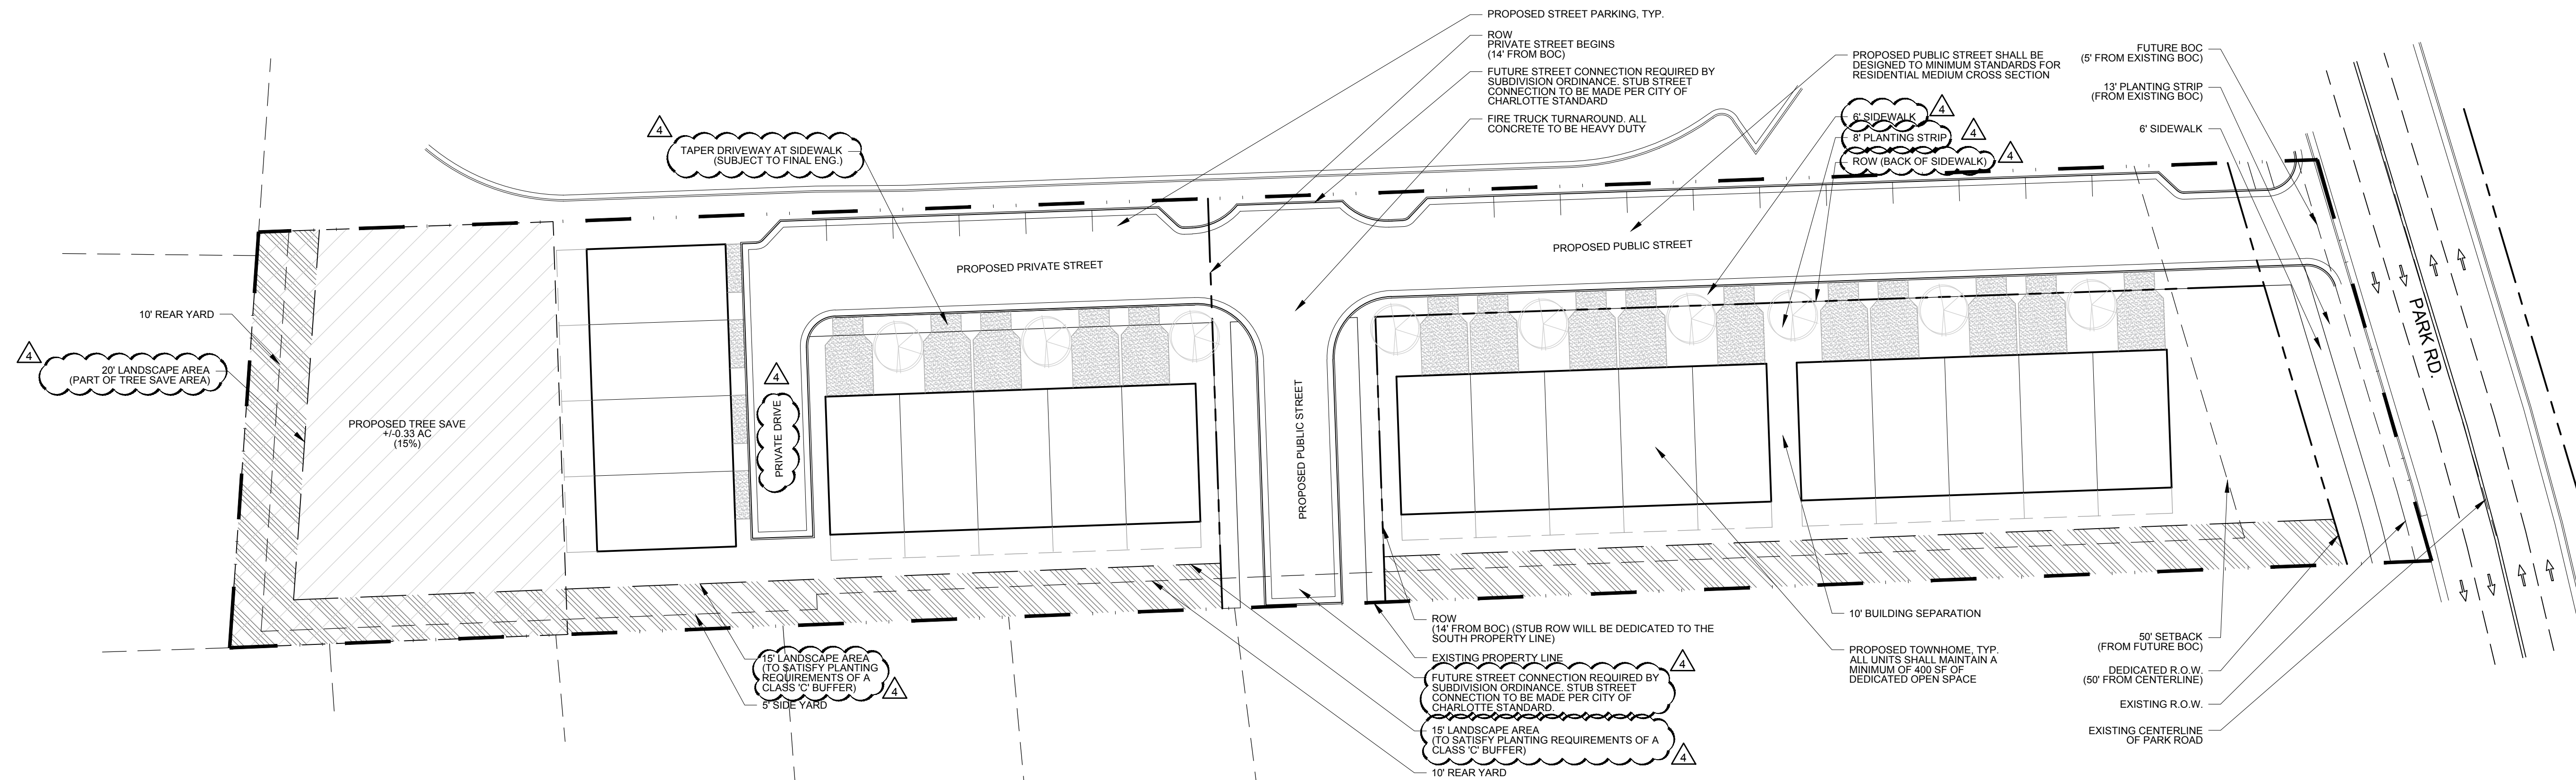 PROPOSED STREET PARKING, TYP.
ROW
PRIVATE STREET BEGINS
(14' FROM BOC)
FUTURE STREET CONNECTION REQUIRED BY
SUBDIVISION ORDINANCE. STUB STREET
CONNECTION TO BE MADE PER CITY OF
CHARLOTTE STANDARD
FIRE TRUCK TURNAROUND. ALL
CONCRETE TO BE HEAVY DUTY
PROPOSED PUBLIC STREET SHALL BE
DESIGNED TO MINIMUM STANDARDS FOR
RESIDENTIAL MEDIUM CROSS SECTION
6' SIDEWALK
4
8' PLANTING STRIP
4
ROW (BACK OF SIDEWALK)
4
FUTURE BOC
(5' FROM EXISTING BOC)
13' PLANTING STRIP
(FROM EXISTING BOC)
6' SIDEWALK
4
TAPER DRIVEWAY AT SIDEWALK
(SUBJECT TO FINAL ENG.)
PROPOSED PRIVATE STREET
PROPOSED PUBLIC STREET
PARK RD.
10' REAR YARD
4
20' LANDSCAPE AREA
(PART OF TREE SAVE AREA)
PROPOSED TREE SAVE
+/-0.33 AC
(15%)
4
PRIVATE DRIVE
PROPOSED PUBLIC STREET
15' LANDSCAPE AREA
(TO SATISFY PLANTING
REQUIREMENTS OF A
CLASS 'C' BUFFER)
4
5' SIDE YARD
ROW
(14' FROM BOC) (STUB ROW WILL BE DEDICATED TO THE
SOUTH PROPERTY LINE)
EXISTING PROPERTY LINE
4
FUTURE STREET CONNECTION REQUIRED BY
SUBDIVISION ORDINANCE. STUB STREET
CONNECTION TO BE MADE PER CITY OF
CHARLOTTE STANDARD.
15' LANDSCAPE AREA
(TO SATISFY PLANTING REQUIREMENTS OF A
CLASS 'C' BUFFER)
4
10' REAR YARD
10' BUILDING SEPARATION
PROPOSED TOWNHOME, TYP.
ALL UNITS SHALL MAINTAIN A
MINIMUM OF 400 SF OF
DEDICATED OPEN SPACE
50' SETBACK
(FROM FUTURE BOC)
DEDICATED R.O.W.
(50' FROM CENTERLINE)
EXISTING R.O.W.
EXISTING CENTERLINE
OF PARK ROAD